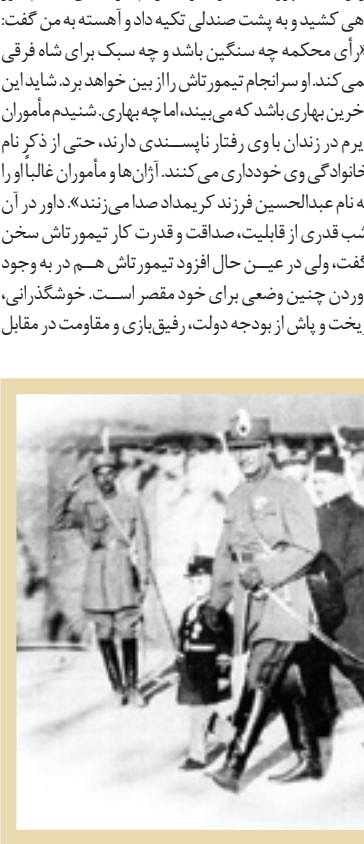 هی کشید و به پشت صندلی تکیه داد و آهسته به من گفت:
«رأی محکمه چه سنگین باشد و چه سبک برای شاه فرقی
می‌کند. او سرانجام تیمورتاش را از بین خواهد برد. شاید این
خرین بهاری باشد که می‌بیند، اما چه بهاری. شنیدم مأموران
یرم در زندان با وی رفتار ناپسندی دارند، حتی از ذکر نام
خانوادگی وی خودداری می‌کنند. آژان‌ها و مأموران غالباً او را
ه نام عبدالحسین فرزند کریمداد صدا می‌زنند». داور در آن
شب قدری از قابلیت، صداقت و قدرت کار تیمورتاش سخن
گفت، ولی در عین حال افزود تیمورتاش هم در به وجود
وردن چنین وضعی برای خود مقصر است. خوشگذرانی،
ریخت و پاش از بودجه دولت، رفیق‌بازی و مقاومت در مقابل